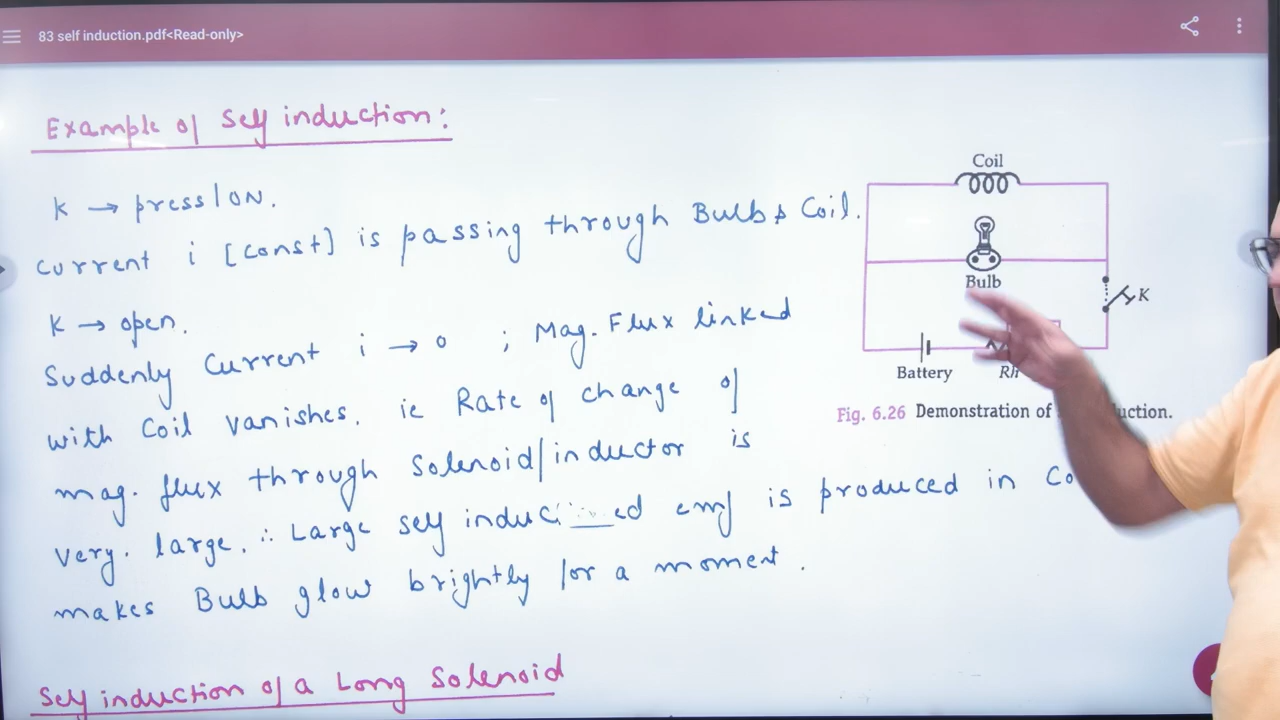 83 self induction.pdf<Read-only>
Example of Self induction:
K → press/ON.
Current i [Const] is passing through Bulb & Coil.
K → open.
Suddenly Current i → 0 ; Mag. Flux linked
with Coil vanishes. ie Rate of change of
mag. flux through Solenoid/inductor is
very. large. ∴ Large self induced emf is produced in
makes Bulb glow brightly for a moment.
Self induction of a Long Solenoid
Coil
Bulb
K
Battery
Fig. 6.26 Demonstration of